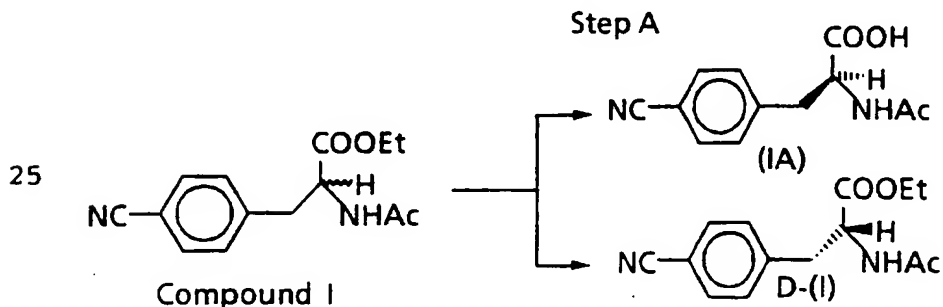 Step A
COOH
H
NC
NHAc
(IA)
25
COOEt
H
NC
NHAc
Compound I
COOEt
H
NC
NHAc
D-(I)